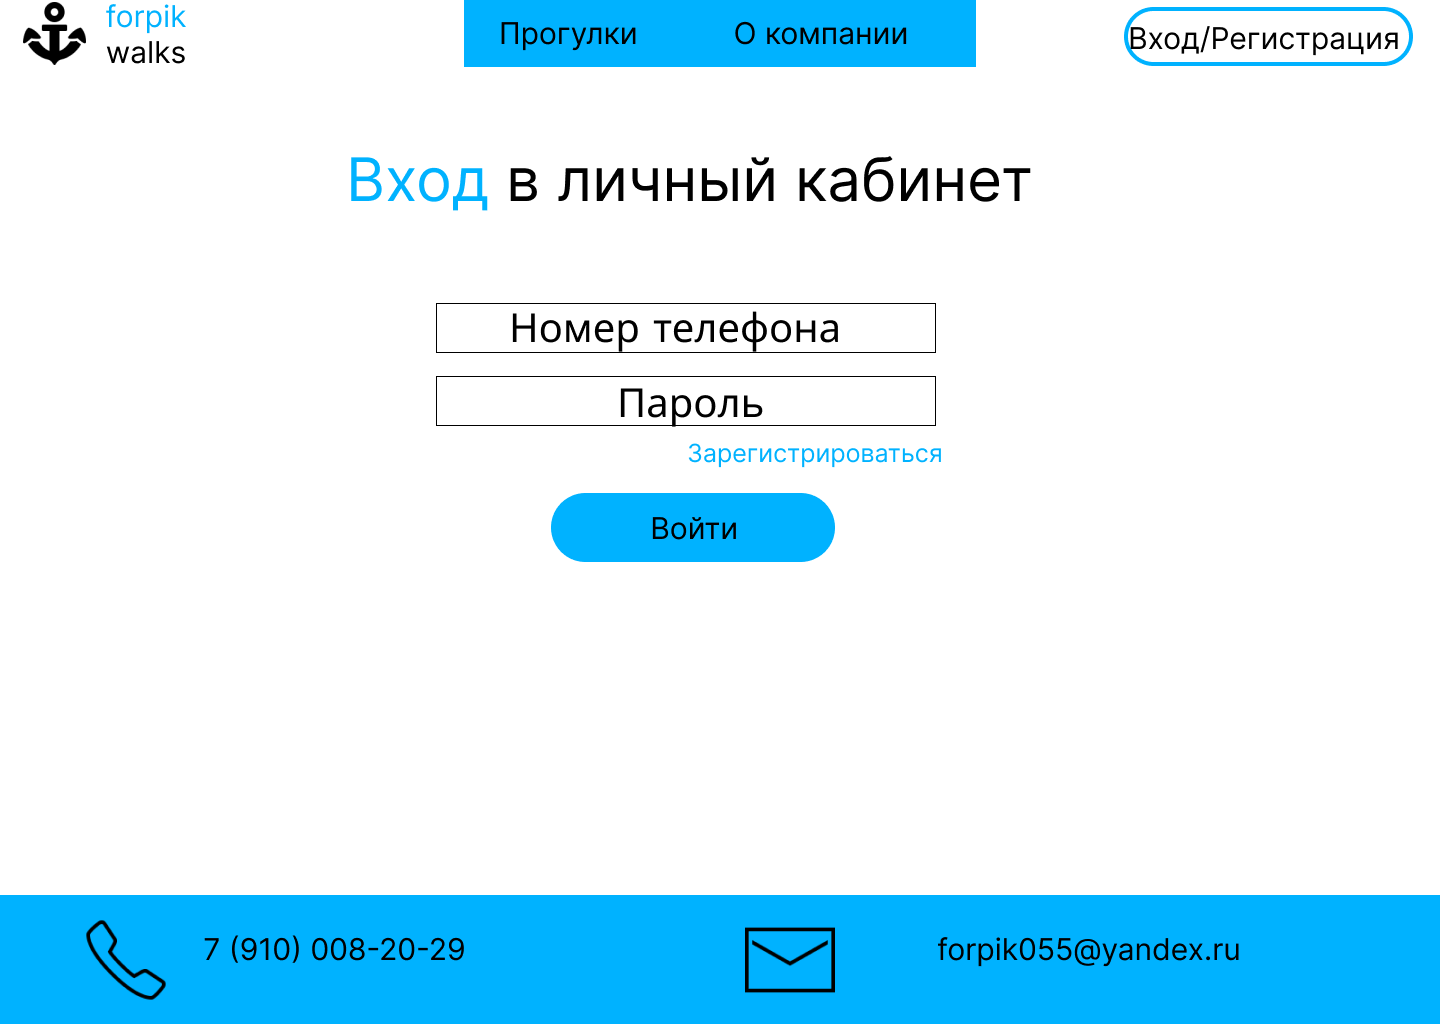 forpik
walks
Прогулки
О компании
Вход/Регистрация
Вход в личный кабинет
Номер телефона
Пароль
Зарегистрироваться
Войти
7 (910) 008-20-29
forpik055@yandex.ru